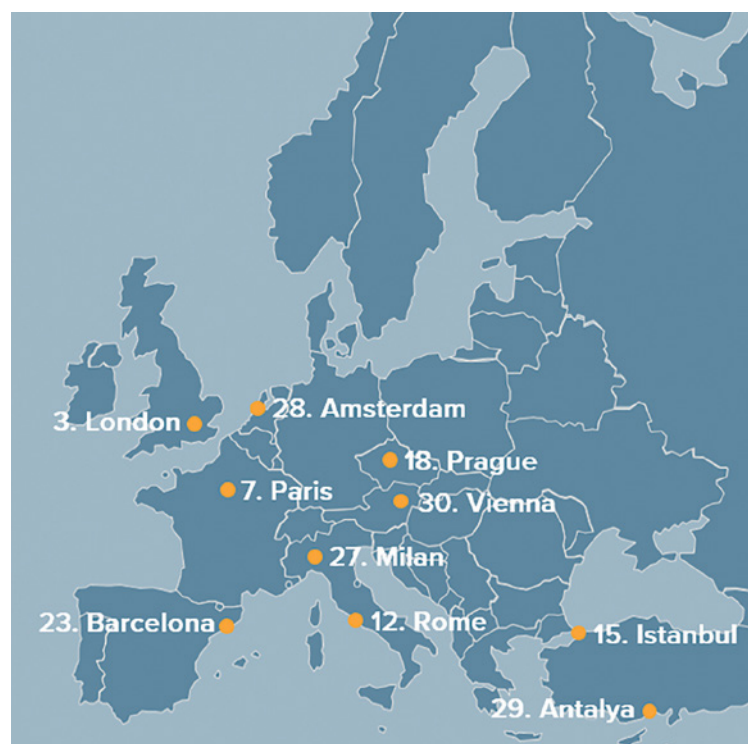 28. Amsterdam
3. London
18. Prague
7. Paris
30. Vienna
27. Milan
12. Rome
23. Barcelona
15. Istanbul
29. Antalya